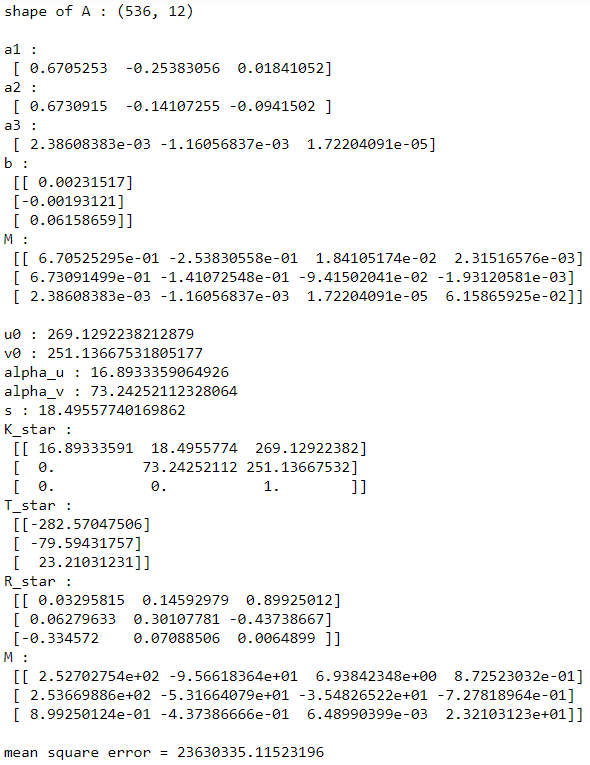 shape of A : (536, 12)
a1 :
[ 0.6705253  -0.25383056  0.01841052]
a2 :
[ 0.6730915  -0.14107255 -0.0941502 ]
a3 :
[ 2.38608383e-03 -1.16056837e-03  1.72204091e-05]
b :
[[ 0.00231517]
[-0.00193121]
[ 0.06158659]]
M :
[[ 6.70525295e-01 -2.53830558e-01  1.84105174e-02  2.31516576e-03]
[ 6.73091499e-01 -1.41072548e-01 -9.41502041e-02 -1.93120581e-03]
[ 2.38608383e-03 -1.16056837e-03  1.72204091e-05  6.15865925e-02]]
u0 : 269.1292238212879
v0 : 251.13667531805177
alpha_u : 16.8933359064926
alpha_v : 73.24252112328064
s : 18.49557740169862
K_star :
[[ 16.89333591  18.4955774  269.12922382]
[  0.          73.24252112 251.13667532]
[  0.           0.           1.        ]]
T_star :
[[-282.57047506]
[ -79.59431757]
[  23.21031231]]
R_star :
[[ 0.03295815  0.14592979  0.89925012]
[ 0.06279633  0.30107781 -0.43738667]
[-0.334572    0.07088506  0.0064899 ]]
M :
[[ 2.52702754e+02 -9.56618364e+01  6.93842348e+00  8.72523032e-01]
[ 2.53669886e+02 -5.31664079e+01 -3.54826522e+01 -7.27818964e-01]
[ 8.99250124e-01 -4.37386666e-01  6.48990399e-03  2.32103123e+01]]
mean square error = 23630335.11523196